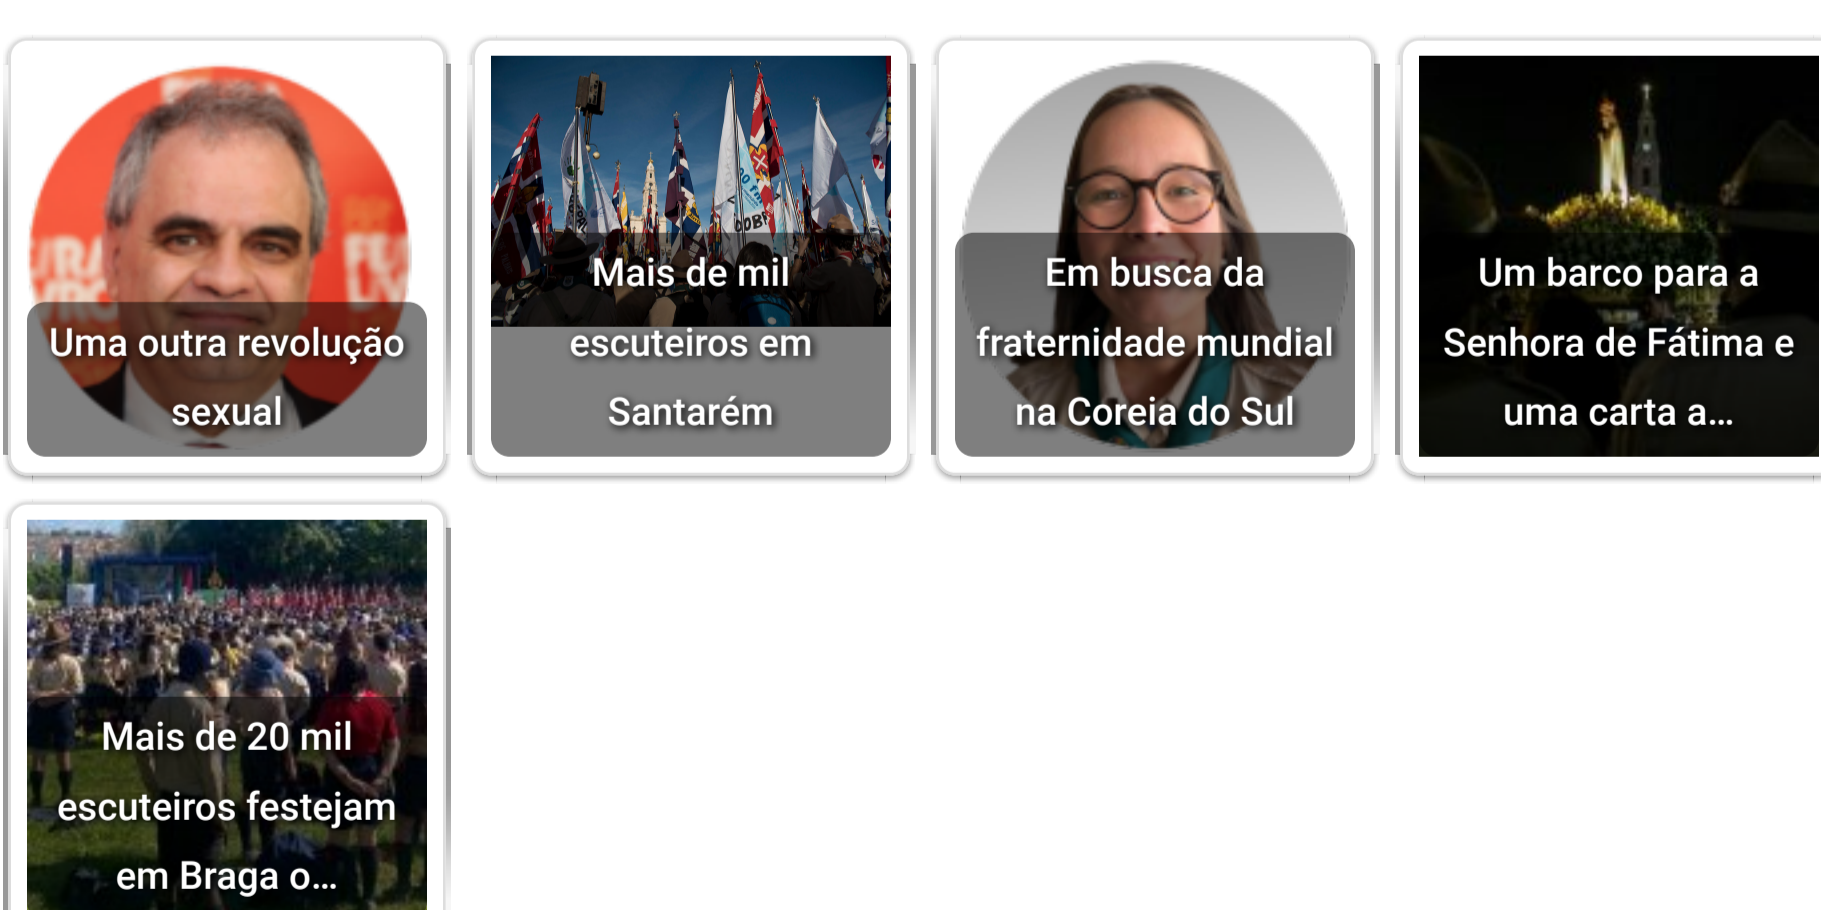 Uma outra revolução
sexual
Mais de mil
escuteiros em
Santarém
Em busca da
fraternidade mundial
na Coreia do Sul
Um barco para a
Senhora de Fátima e
uma carta a...
Mais de 20 mil
escuteiros festejam
em Braga o...